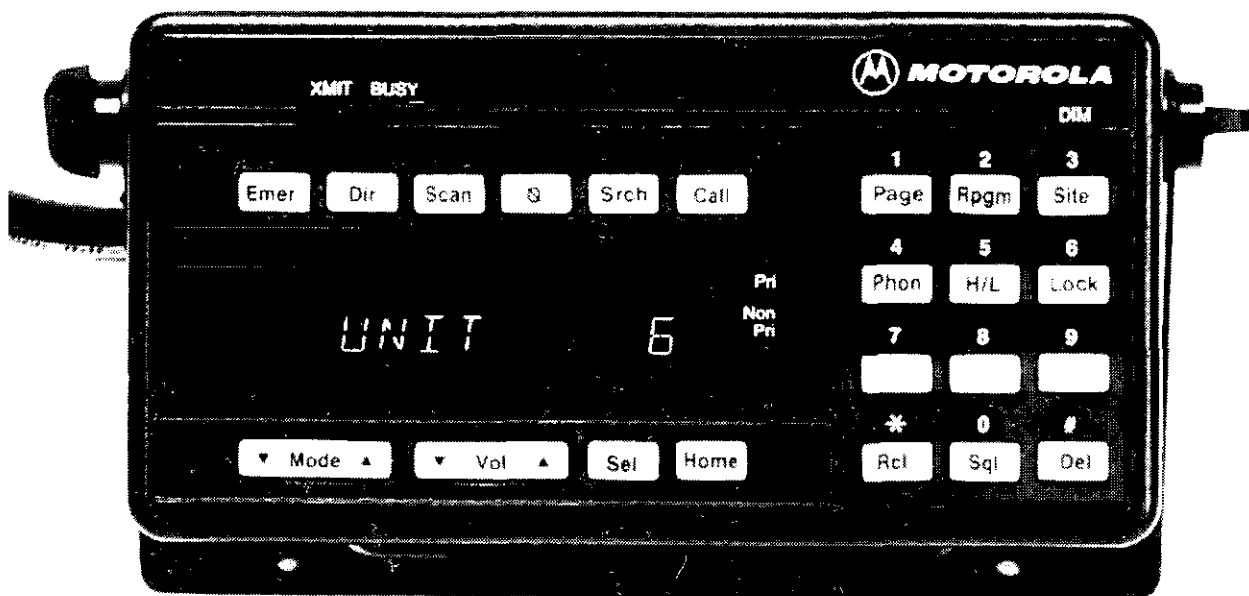 MOTOROLA
XMIT BUSY
DIM
1 2 3
Emer Dir Scan Srch Call Page Rpgm Site
4 5 6
Phon H/L Lock
Pri
Non
Pri
UNIT 6
7 8 9
* 0 #
▼ Mode ▲ ▼ Vol ▲ Sel Home Rcl Sql Del